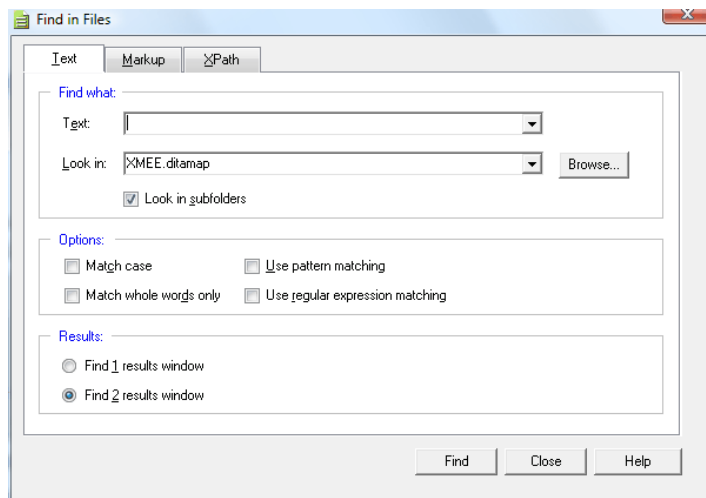 Find in Files
Text Markup XPath
Find what:
Text:
Look in: XMEE.ditamap Browse...
Look in subfolders
Options:
Match case Use pattern matching
Match whole words only Use regular expression matching
Results:
Find 1 results window
Find 2 results window
Find Close Help